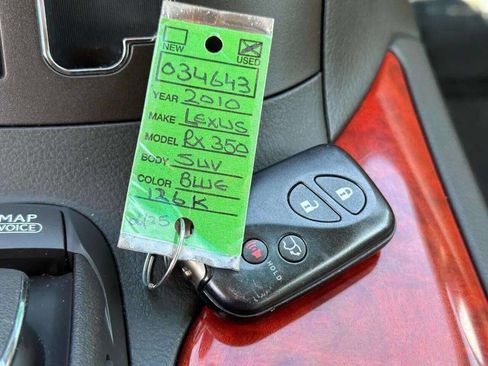 NEW
USED
034643
YEAR 2010
MAKE LEXUS
MODEL RX 350
BODY SUV
COLOR BLUE
126K
MAP
VOICE
HOLD